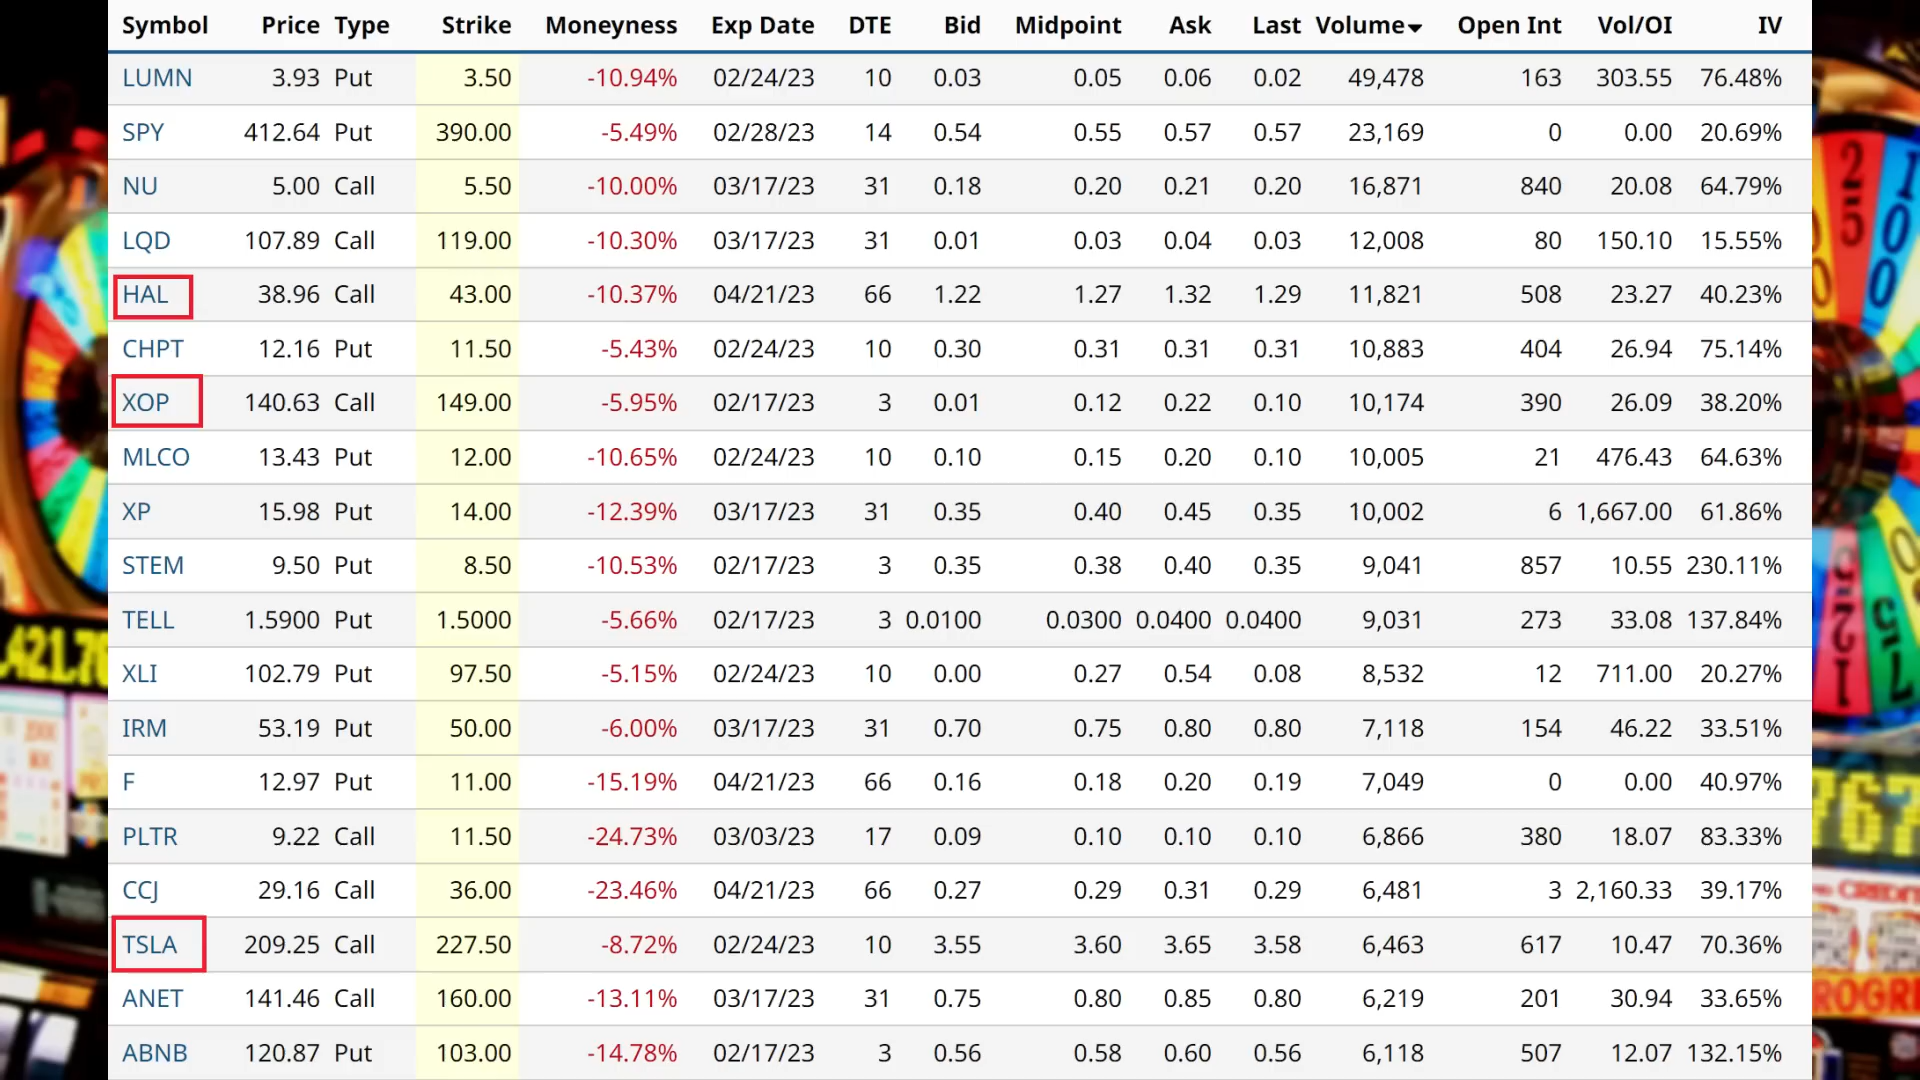 Symbol Price Type Strike Moneyness Exp Date DTE Bid Midpoint Ask Last Volume Open Int Vol/OI IV
LUMN 3.93 Put 3.50 -10.94% 02/24/23 10 0.03 0.05 0.06 0.02 49,478 163 303.55 76.48%
SPY 412.64 Put 390.00 -5.49% 02/28/23 14 0.54 0.55 0.57 0.57 23,169 0 0.00 20.69%
NU 5.00 Call 5.50 -10.00% 03/17/23 31 0.18 0.20 0.21 0.20 16,871 840 20.08 64.79%
LQD 107.89 Call 119.00 -10.30% 03/17/23 31 0.01 0.03 0.04 0.03 12,008 80 150.10 15.55%
HAL 38.96 Call 43.00 -10.37% 04/21/23 66 1.22 1.27 1.32 1.29 11,821 508 23.27 40.23%
CHPT 12.16 Put 11.50 -5.43% 02/24/23 10 0.30 0.31 0.31 0.31 10,883 404 26.94 75.14%
XOP 140.63 Call 149.00 -5.95% 02/17/23 3 0.01 0.12 0.22 0.10 10,174 390 26.09 38.20%
MLCO 13.43 Put 12.00 -10.65% 02/24/23 10 0.10 0.15 0.20 0.10 10,005 21 476.43 64.63%
XP 15.98 Put 14.00 -12.39% 03/17/23 31 0.35 0.40 0.45 0.35 10,002 6 1,667.00 61.86%
STEM 9.50 Put 8.50 -10.53% 02/17/23 3 0.35 0.38 0.40 0.35 9,041 857 10.55 230.11%
TELL 1.5900 Put 1.5000 -5.66% 02/17/23 3 0.0100 0.0300 0.0400 0.0400 9,031 273 33.08 137.84%
XLI 102.79 Put 97.50 -5.15% 02/24/23 10 0.00 0.27 0.54 0.08 8,532 12 711.00 20.27%
IRM 53.19 Put 50.00 -6.00% 03/17/23 31 0.70 0.75 0.80 0.80 7,118 154 46.22 33.51%
F 12.97 Put 11.00 -15.19% 04/21/23 66 0.16 0.18 0.20 0.19 7,049 0 0.00 40.97%
PLTR 9.22 Call 11.50 -24.73% 03/03/23 17 0.09 0.10 0.10 0.10 6,866 380 18.07 83.33%
CCJ 29.16 Call 36.00 -23.46% 04/21/23 66 0.27 0.29 0.31 0.29 6,481 3 2,160.33 39.17%
TSLA 209.25 Call 227.50 -8.72% 02/24/23 10 3.55 3.60 3.65 3.58 6,463 617 10.47 70.36%
ANET 141.46 Call 160.00 -13.11% 03/17/23 31 0.75 0.80 0.85 0.80 6,219 201 30.94 33.65%
ABNB 120.87 Put 103.00 -14.78% 02/17/23 3 0.56 0.58 0.60 0.56 6,118 507 12.07 132.15%